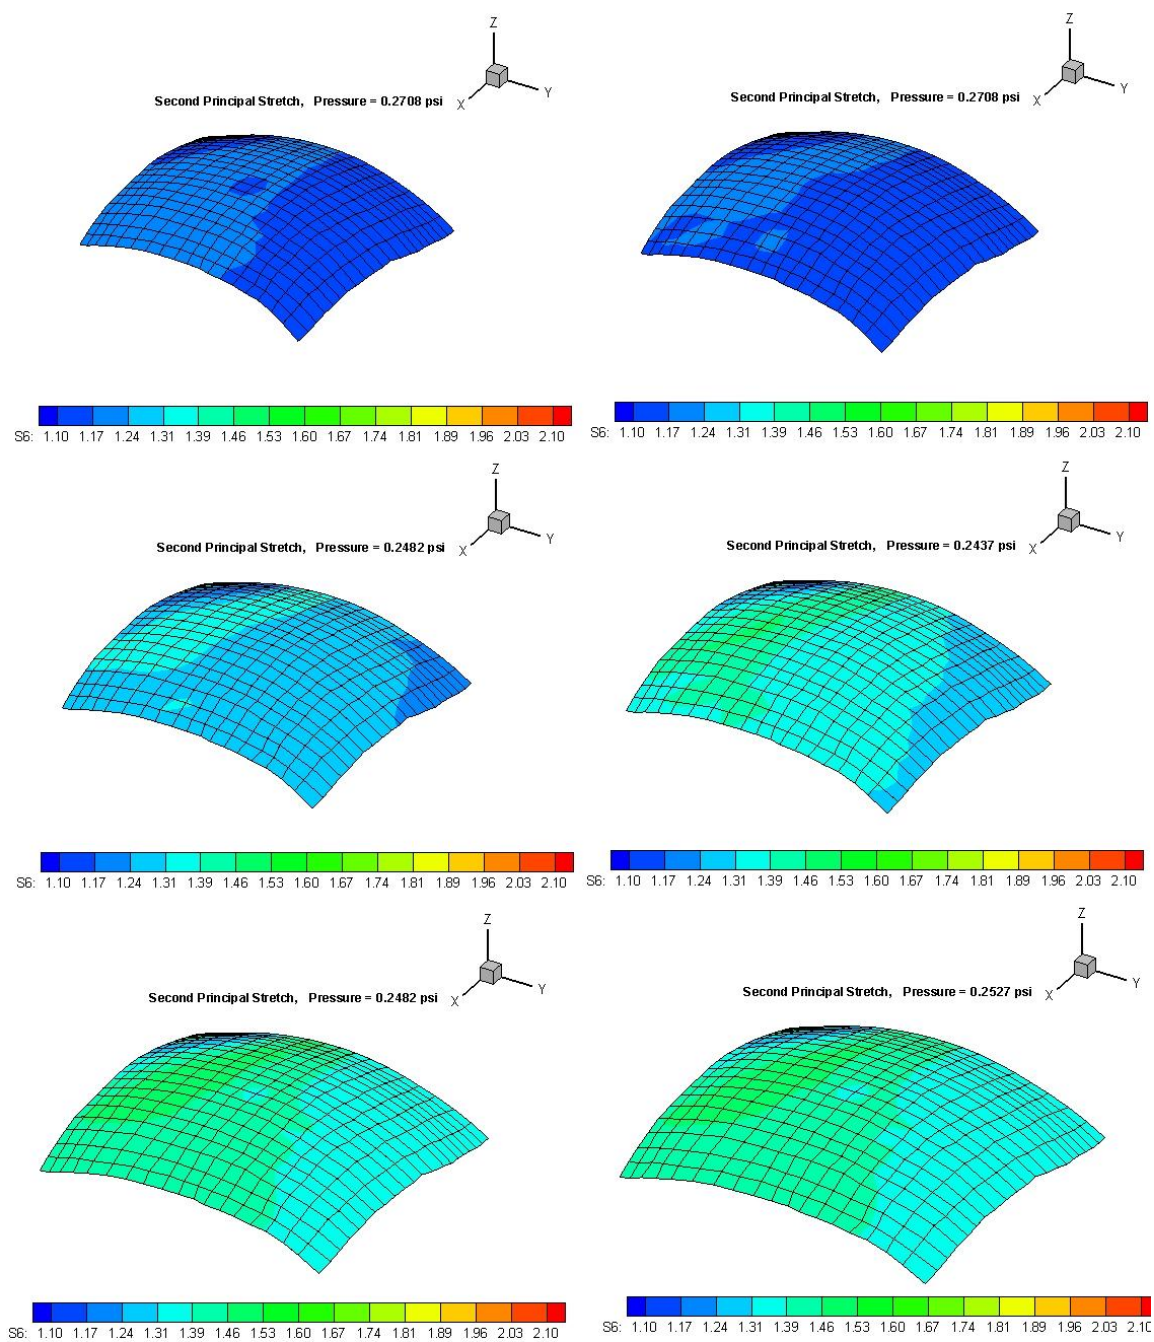 Z
Z
Second Principal Stretch, Pressure = 0.2708 psi
X
Y
Second Principal Stretch, Pressure = 0.2708 psi
X
Y
S6: 1.10 1.17 1.24 1.31 1.39 1.46 1.53 1.60 1.67 1.74 1.81 1.89 1.96 2.03 2.10
S6: 1.10 1.17 1.24 1.31 1.39 1.46 1.53 1.60 1.67 1.74 1.81 1.89 1.96 2.03 2.10
Z
Z
Second Principal Stretch, Pressure = 0.2482 psi
X
Y
Second Principal Stretch, Pressure = 0.2437 psi
X
Y
S6: 1.10 1.17 1.24 1.31 1.39 1.46 1.53 1.60 1.67 1.74 1.81 1.89 1.96 2.03 2.10
S6: 1.10 1.17 1.24 1.31 1.39 1.46 1.53 1.60 1.67 1.74 1.81 1.89 1.96 2.03 2.10
Z
Z
Second Principal Stretch, Pressure = 0.2482 psi
X
Y
Second Principal Stretch, Pressure = 0.2527 psi
X
Y
S6: 1.10 1.17 1.24 1.31 1.39 1.46 1.53 1.60 1.67 1.74 1.81 1.89 1.96 2.03 2.10
S6: 1.10 1.17 1.24 1.31 1.39 1.46 1.53 1.60 1.67 1.74 1.81 1.89 1.96 2.03 2.10